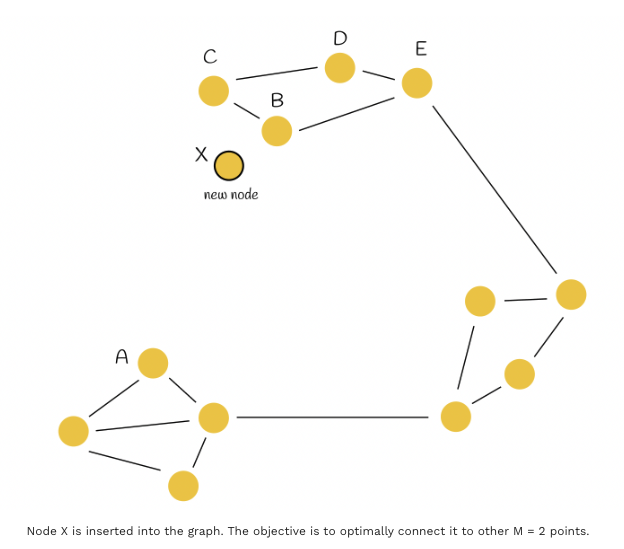 D
E
C
B
X
new node
A
Node X is inserted into the graph. The objective is to optimally connect it to other M = 2 points.